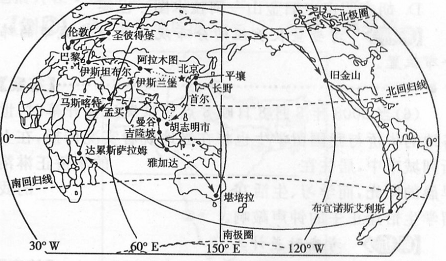 北极圈
伦敦
圣彼得堡
巴黎
阿拉木图
北京
平壤
旧金山
伊斯坦布尔
伊斯兰堡
长野
北回归线
首尔
马斯喀特
孟买
曼谷
胡志明市
吉隆坡
0°
0°
达累斯萨拉姆
雅加达
南回归线
堪培拉
布宜诺斯艾利斯
南极圈
30° W
60° E
150° E
120° W